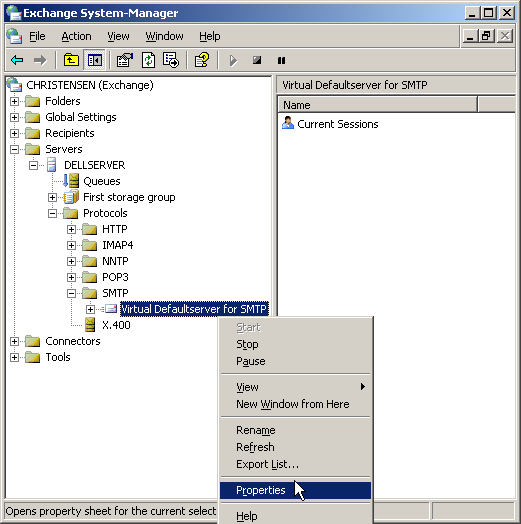 Exchange System-Manager
File Action View Window Help
CHRISTENSEN (Exchange)
Folders
Global Settings
Recipients
Servers
DELLSERVER
Queues
First storage group
Protocols
HTTP
IMAP4
NNTP
POP3
SMTP
Virtual Defaultserver for SMTP
X.400
Connectors
Tools
Virtual Defaultserver for SMTP
Name
Current Sessions
Start
Stop
Pause
View
New Window from Here
Rename
Refresh
Export List...
Properties
Help
Opens property sheet for the current select